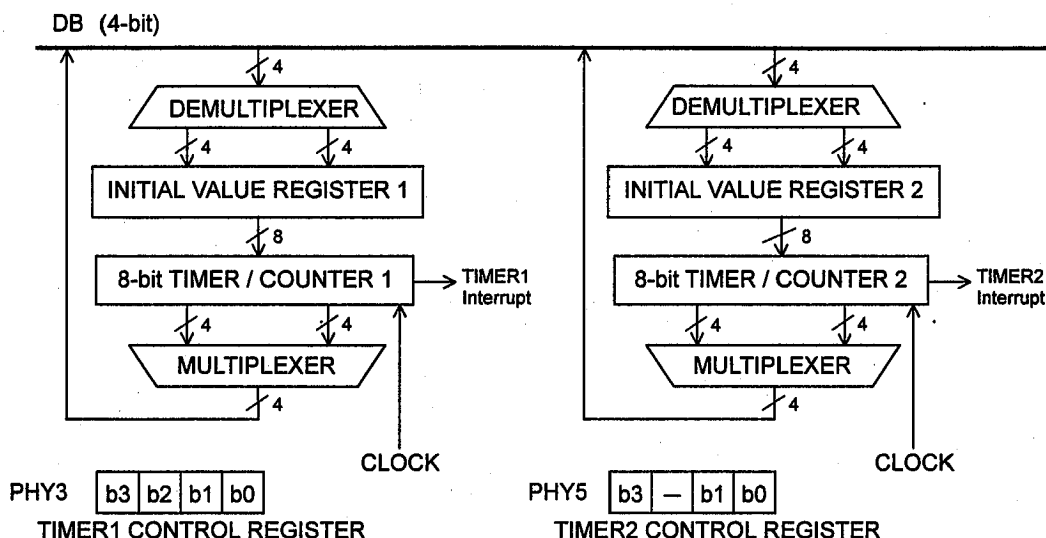 DB (4-bit)
4 4
DEMULTIPLEXER DEMULTIPLEXER
4 4 4 4
INITIAL VALUE REGISTER 1 INITIAL VALUE REGISTER 2
8 8
8-bit TIMER / COUNTER 1 TIMER1 Interrupt 8-bit TIMER / COUNTER 2 TIMER2 Interrupt
4 4 4 4
MULTIPLEXER MULTIPLEXER
4 4
CLOCK CLOCK
PHY3 b3 b2 b1 b0 PHY5 b3 — b1 b0
TIMER1 CONTROL REGISTER TIMER2 CONTROL REGISTER